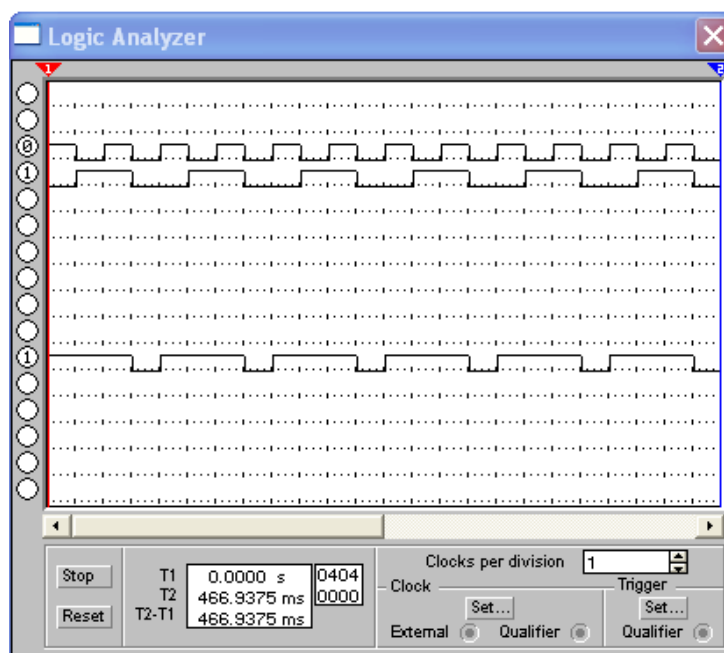 Logic Analyzer
1 2
0
1
1
Clocks per division 1
Stop
Reset
T1 0.0000 s 0404
T2 466.9375 ms 0000
T2-T1 466.9375 ms
Clock
Set...
External Qualifier
Trigger
Set...
Qualifier